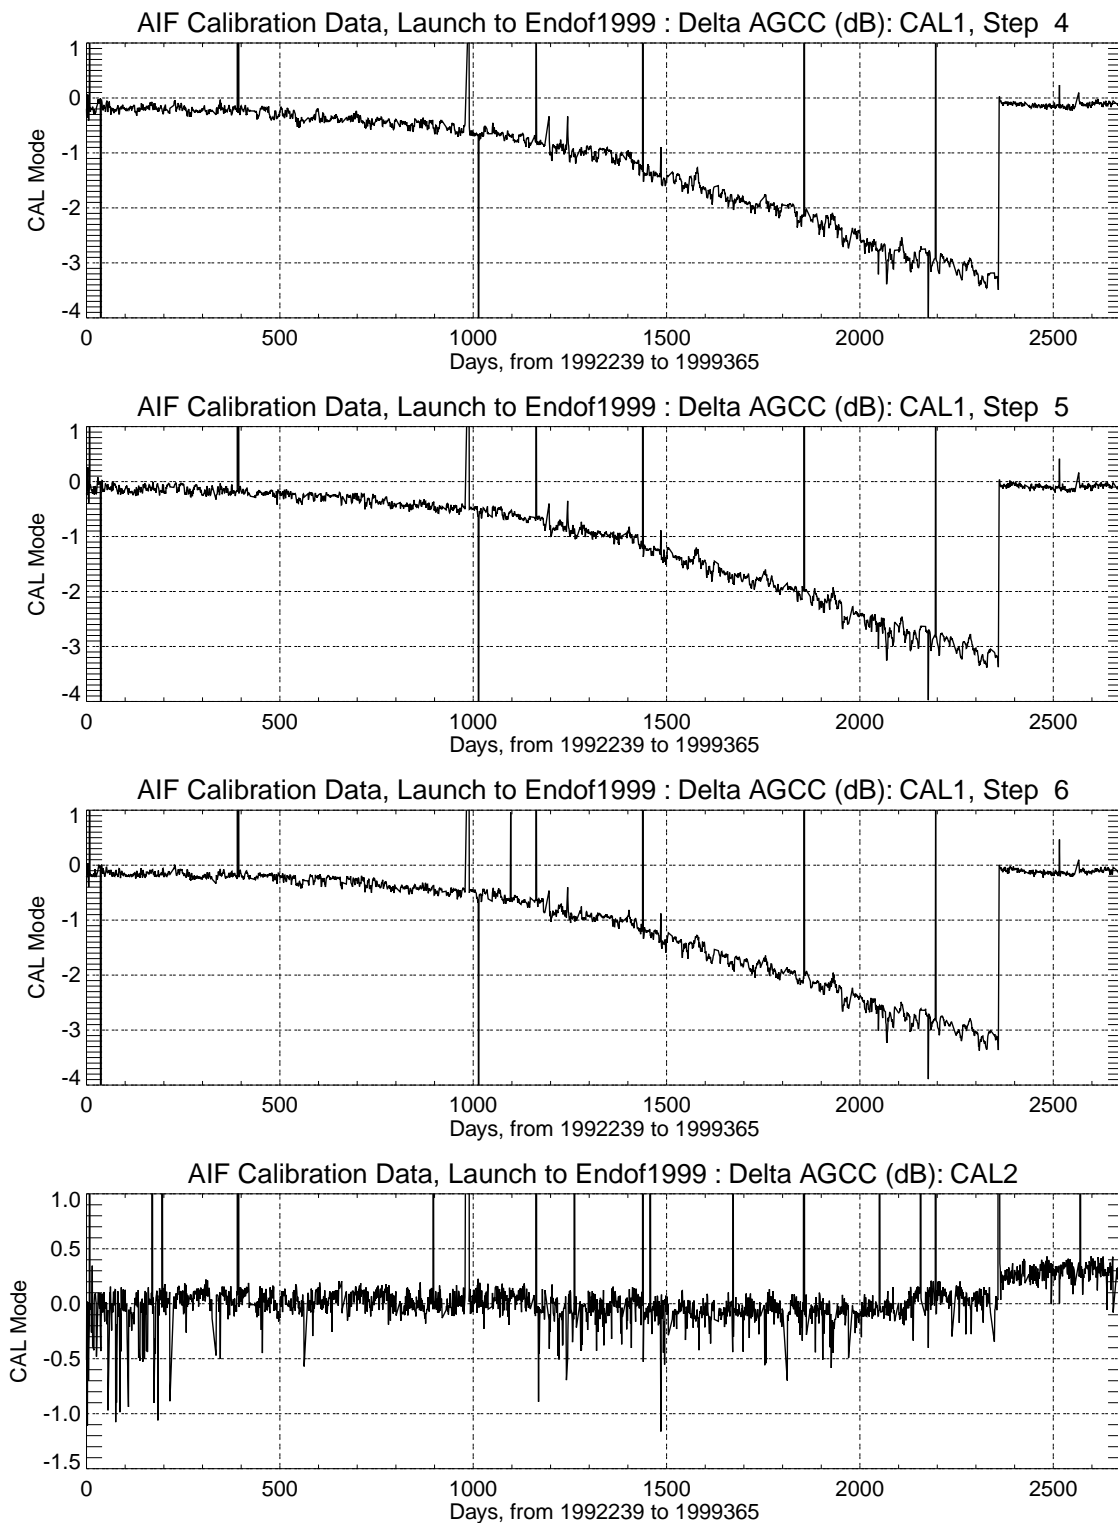 AIF Calibration Data, Launch to Endof1999 : Delta AGCC (dB): CAL1, Step 4
1
0
-1
-2
-3
-4
CAL Mode
0 500 1000 1500 2000 2500
Days, from 1992239 to 1999365
AIF Calibration Data, Launch to Endof1999 : Delta AGCC (dB): CAL1, Step 5
1
0
-1
-2
-3
-4
CAL Mode
0 500 1000 1500 2000 2500
Days, from 1992239 to 1999365
AIF Calibration Data, Launch to Endof1999 : Delta AGCC (dB): CAL1, Step 6
1
0
-1
-2
-3
-4
CAL Mode
0 500 1000 1500 2000 2500
Days, from 1992239 to 1999365
AIF Calibration Data, Launch to Endof1999 : Delta AGCC (dB): CAL2
1.0
0.5
0.0
-0.5
-1.0
-1.5
CAL Mode
0 500 1000 1500 2000 2500
Days, from 1992239 to 1999365